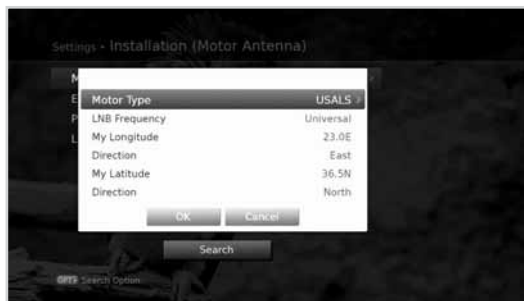 Settings • Installation (Motor Antenna)
M
E
P
L
Motor Type USALS >
LNB Frequency Universal
My Longitude 23.0E
Direction East
My Latitude 36.5N
Direction North
OK Cancel
Search
OPT+ Search Option